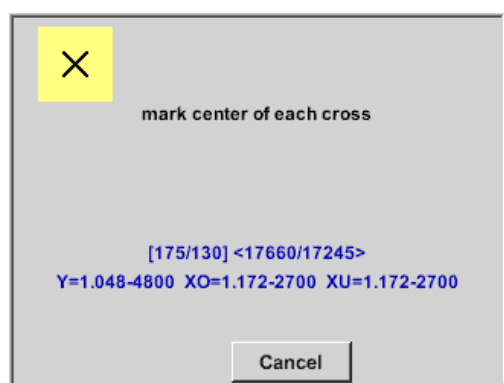 mark center of each cross
[175/130] <17660/17245>
Y=1.048-4800 XO=1.172-2700 XU=1.172-2700
Cancel